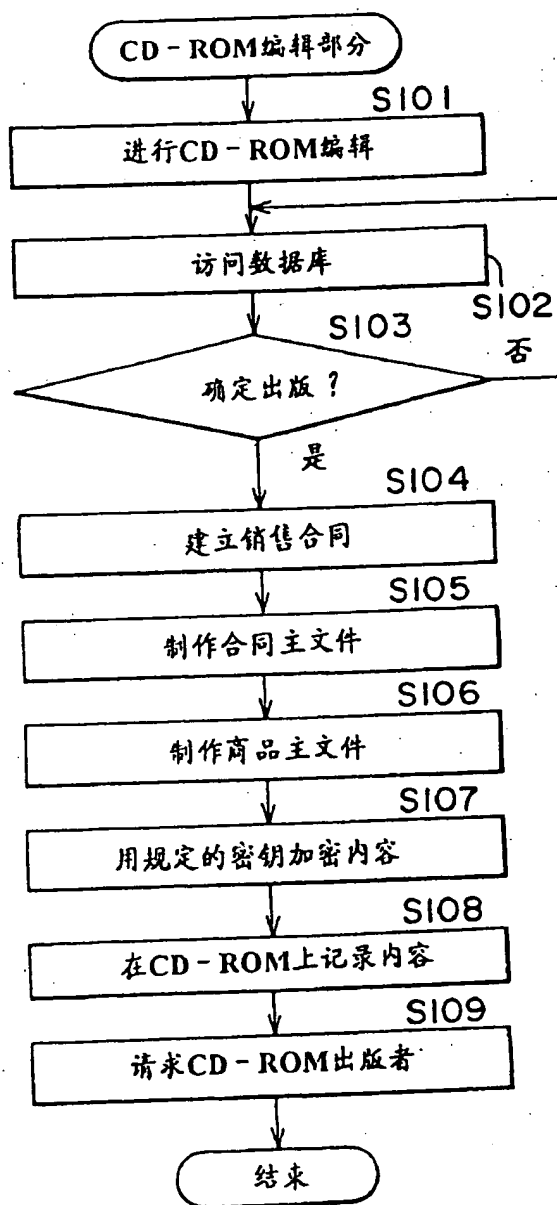 CD-ROM编辑部分
S101
进行CD-ROM编辑
访问数据库
S102
S103
否
确定出版？
是
S104
建立销售合同
S105
制作合同主文件
S106
制作商品主文件
S107
用规定的密钥加密内容
S108
在CD-ROM上记录内容
S109
请求CD-ROM出版者
结束